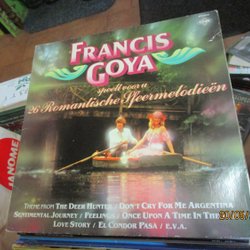 FRANCIS
GOYA
speelt voor u
26 Romantische Sfeermelodieën
THEME FROM THE DEER HUNTER / DON'T CRY FOR ME ARGENTINA
SENTIMENTAL JOURNEY / FEELINGS / ONCE UPON A TIME IN THE
LOVE STORY / EL CONDOR PASA / E.V.A.
JANOME